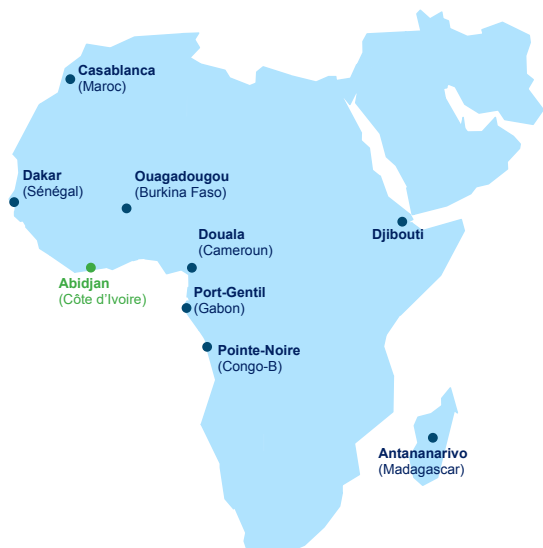 Casablanca
(Maroc)
Dakar
(Sénégal)
Ouagadougou
(Burkina Faso)
Douala
(Cameroun)
Djibouti
Abidjan
(Côte d'Ivoire)
Port-Gentil
(Gabon)
Pointe-Noire
(Congo-B)
Antananarivo
(Madagascar)